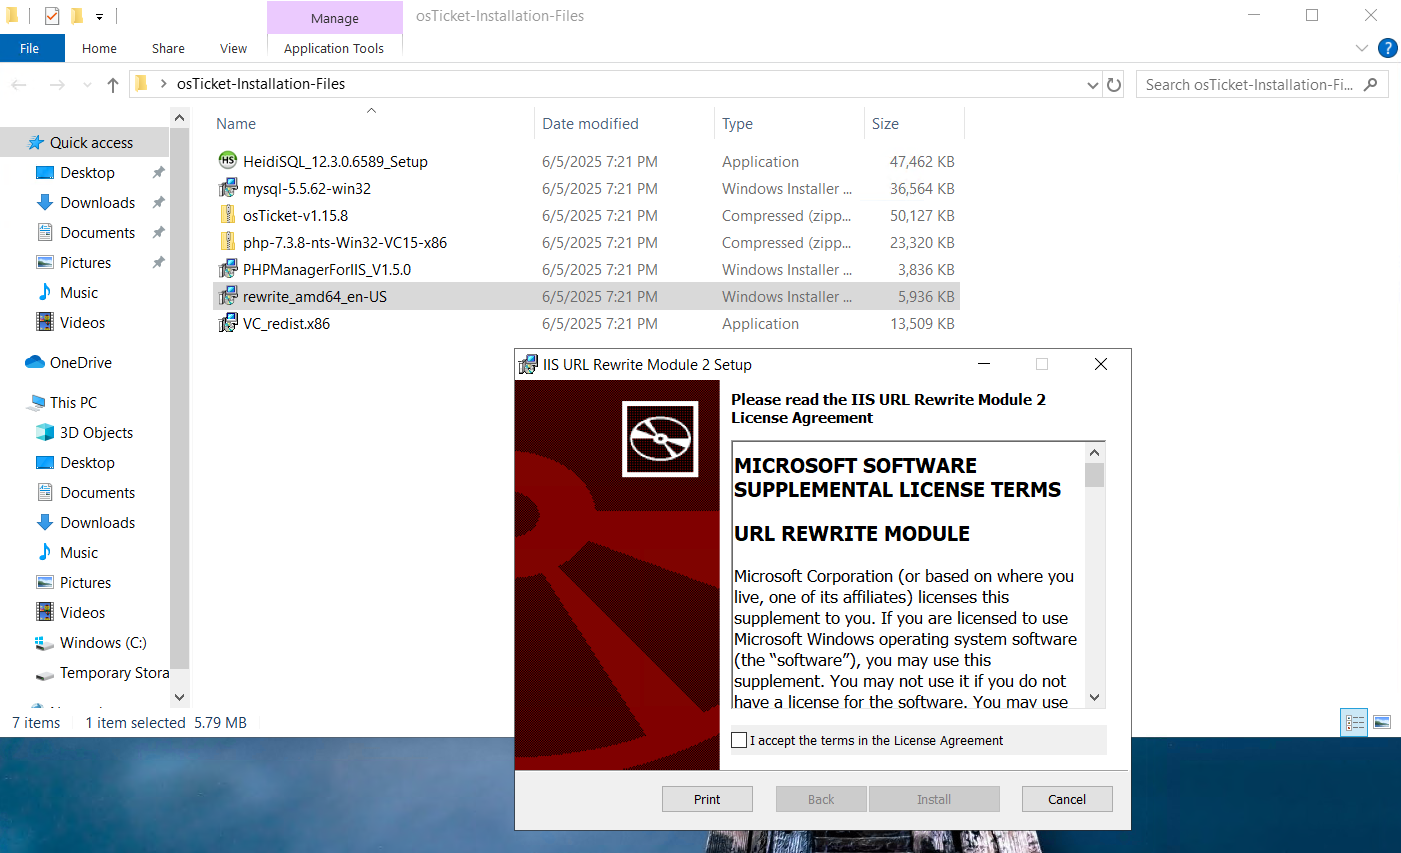 Manage
osTicket-Installation-Files
File
Home
Share
View
Application Tools
?
osTicket-Installation-Files
Search osTicket-Installation-Fi...
Name
Date modified
Type
Size
Quick access
Desktop
Downloads
Documents
Pictures
Music
Videos
OneDrive
This PC
3D Objects
Desktop
Documents
Downloads
Music
Pictures
Videos
Windows (C:)
Temporary Stora
HS
HeidiSQL_12.3.0.6589_Setup 6/5/2025 7:21 PM Application 47,462 KB
mysql-5.5.62-win32 6/5/2025 7:21 PM Windows Installer ... 36,564 KB
osTicket-v1.15.8 6/5/2025 7:21 PM Compressed (zipp... 50,127 KB
php-7.3.8-nts-Win32-VC15-x86 6/5/2025 7:21 PM Compressed (zipp... 23,320 KB
PHPManagerForIIS_V1.5.0 6/5/2025 7:21 PM Windows Installer ... 3,836 KB
rewrite_amd64_en-US 6/5/2025 7:21 PM Windows Installer ... 5,936 KB
VC_redist.x86 6/5/2025 7:21 PM Application 13,509 KB
IIS URL Rewrite Module 2 Setup
Please read the IIS URL Rewrite Module 2
License Agreement
MICROSOFT SOFTWARE
SUPPLEMENTAL LICENSE TERMS
URL REWRITE MODULE
Microsoft Corporation (or based on where you
live, one of its affiliates) licenses this
supplement to you. If you are licensed to use
Microsoft Windows operating system software
(the “software”), you may use this
supplement. You may not use it if you do not
have a license for the software. You may use
I accept the terms in the License Agreement
Print
Back
Install
Cancel
7 items
1 item selected 5.79 MB